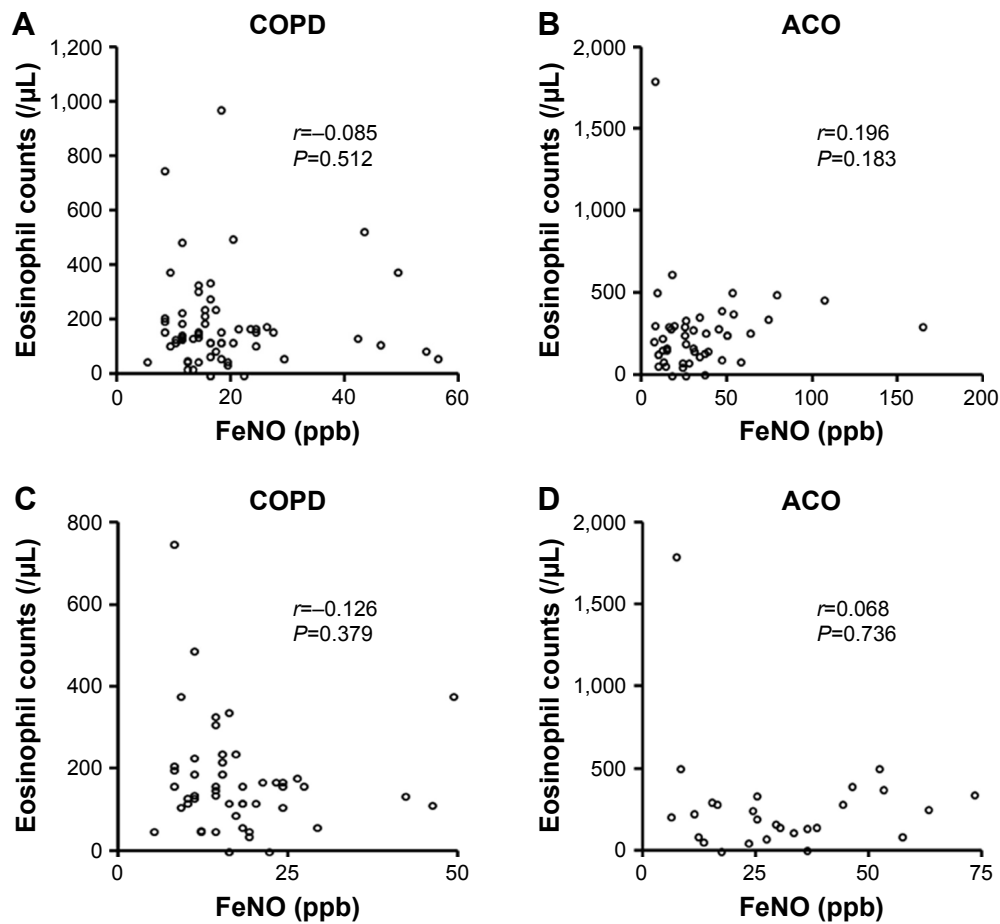 A
COPD
Eosinophil counts (/µL)
1,200
1,000
800
600
400
200
0
r=–0.085
P=0.512
0 20 40 60
FeNO (ppb)
B
ACO
Eosinophil counts (/µL)
2,000
1,500
1,000
500
0
r=0.196
P=0.183
0 50 100 150 200
FeNO (ppb)
C
COPD
Eosinophil counts (/µL)
800
600
400
200
0
r=–0.126
P=0.379
0 25 50
FeNO (ppb)
D
ACO
Eosinophil counts (/µL)
2,000
1,500
1,000
500
0
r=0.068
P=0.736
0 25 50 75
FeNO (ppb)